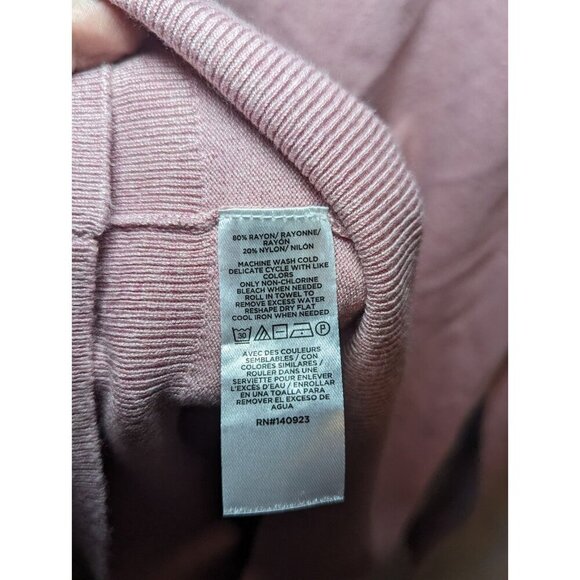 80% RAYON/ RAYONNE/
RAYÓN
20% NYLON/ NILÓN
MACHINE WASH COLD
DELICATE CYCLE WITH LIKE
COLORS
ONLY NON-CHLORINE
BLEACH WHEN NEEDED
ROLL IN TOWEL TO
REMOVE EXCESS WATER
RESHAPE DRY FLAT
COOL IRON WHEN NEEDED
30 P
AVEC DES COULEURS
SEMBLABLES / CON
COLORES SIMILARES /
ROULER DANS UNE
SERVIETTE POUR ENLEVER
L'EXCÈS D'EAU / ENROLLAR
EN UNA TOALLA PARA
REMOVER EL EXCESO DE
AGUA
RN#140923